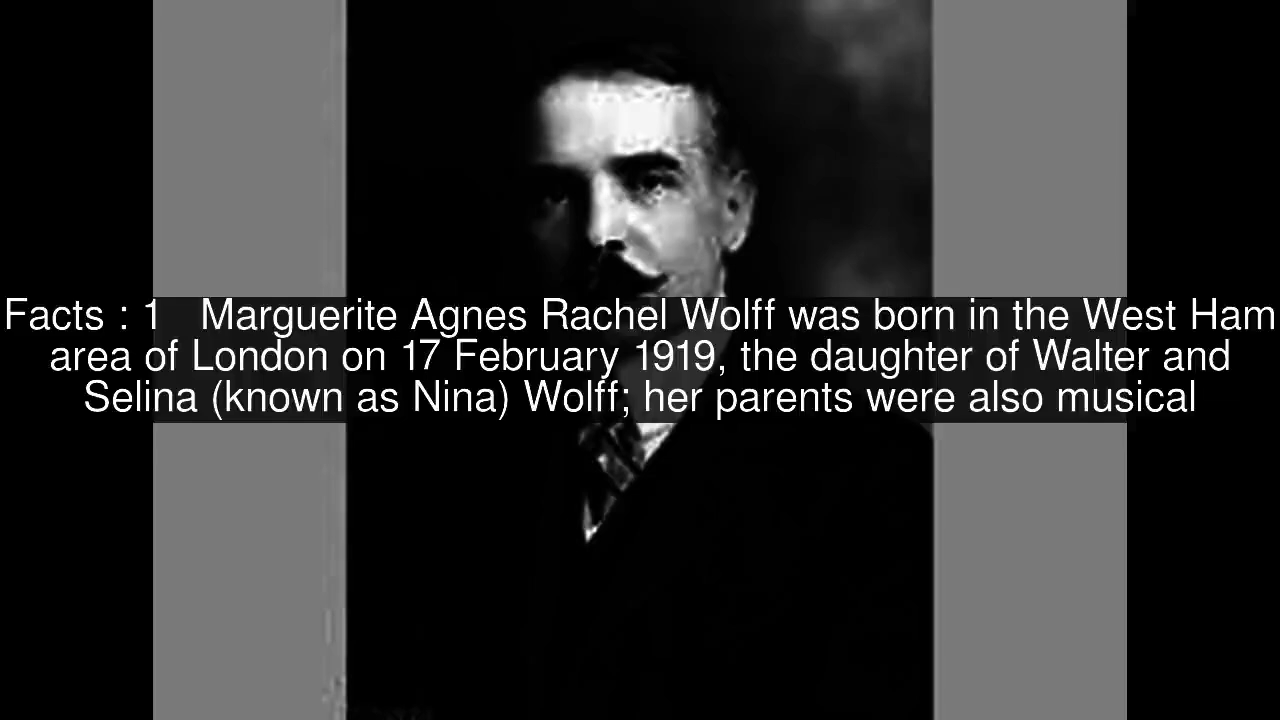 Facts : 1   Marguerite Agnes Rachel Wolff was born in the West Ham
area of London on 17 February 1919, the daughter of Walter and
Selina (known as Nina) Wolff; her parents were also musical